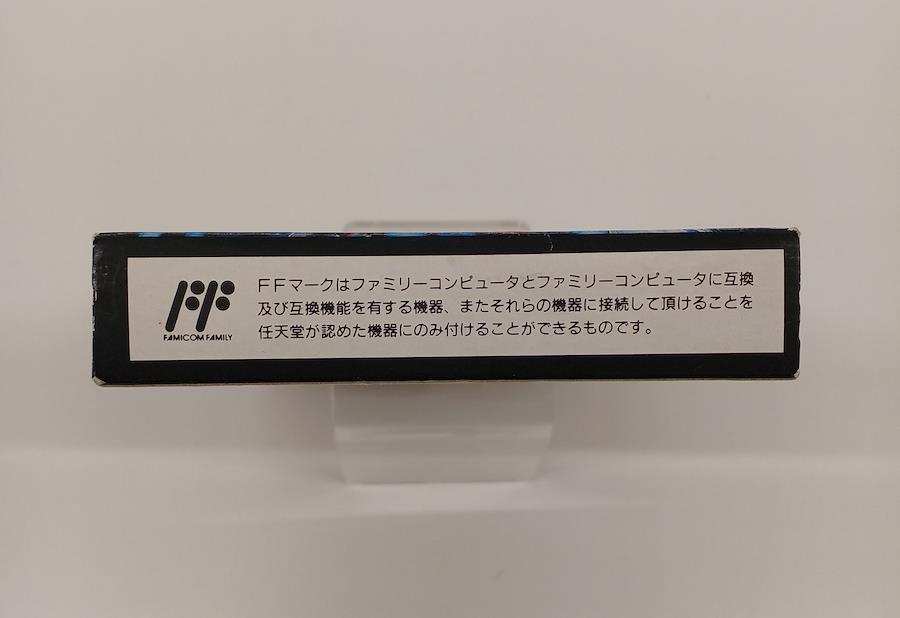 FFマークはファミリーコンピュータとファミリーコンピュータに互換
及び互換機能を有する機器、またそれらの機器に接続して頂けることを
任天堂が認めた機器にのみ付けることができるものです。
FF
FAMICOM FAMILY